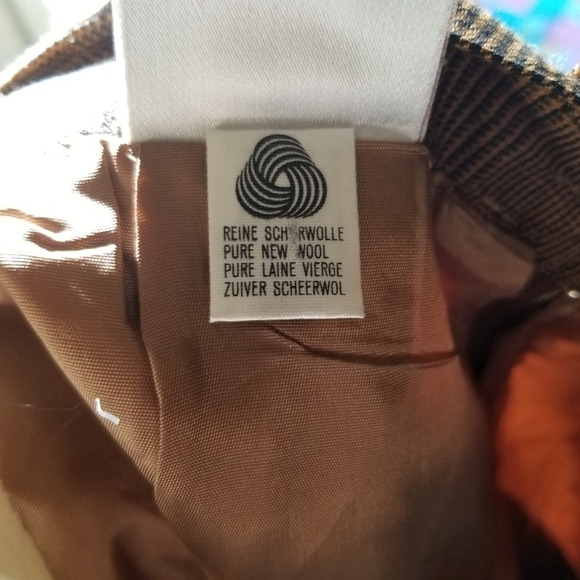 REINE SCHURWOLLE
PURE NEW WOOL
PURE LAINE VIERGE
ZUIVER SCHEERWOL